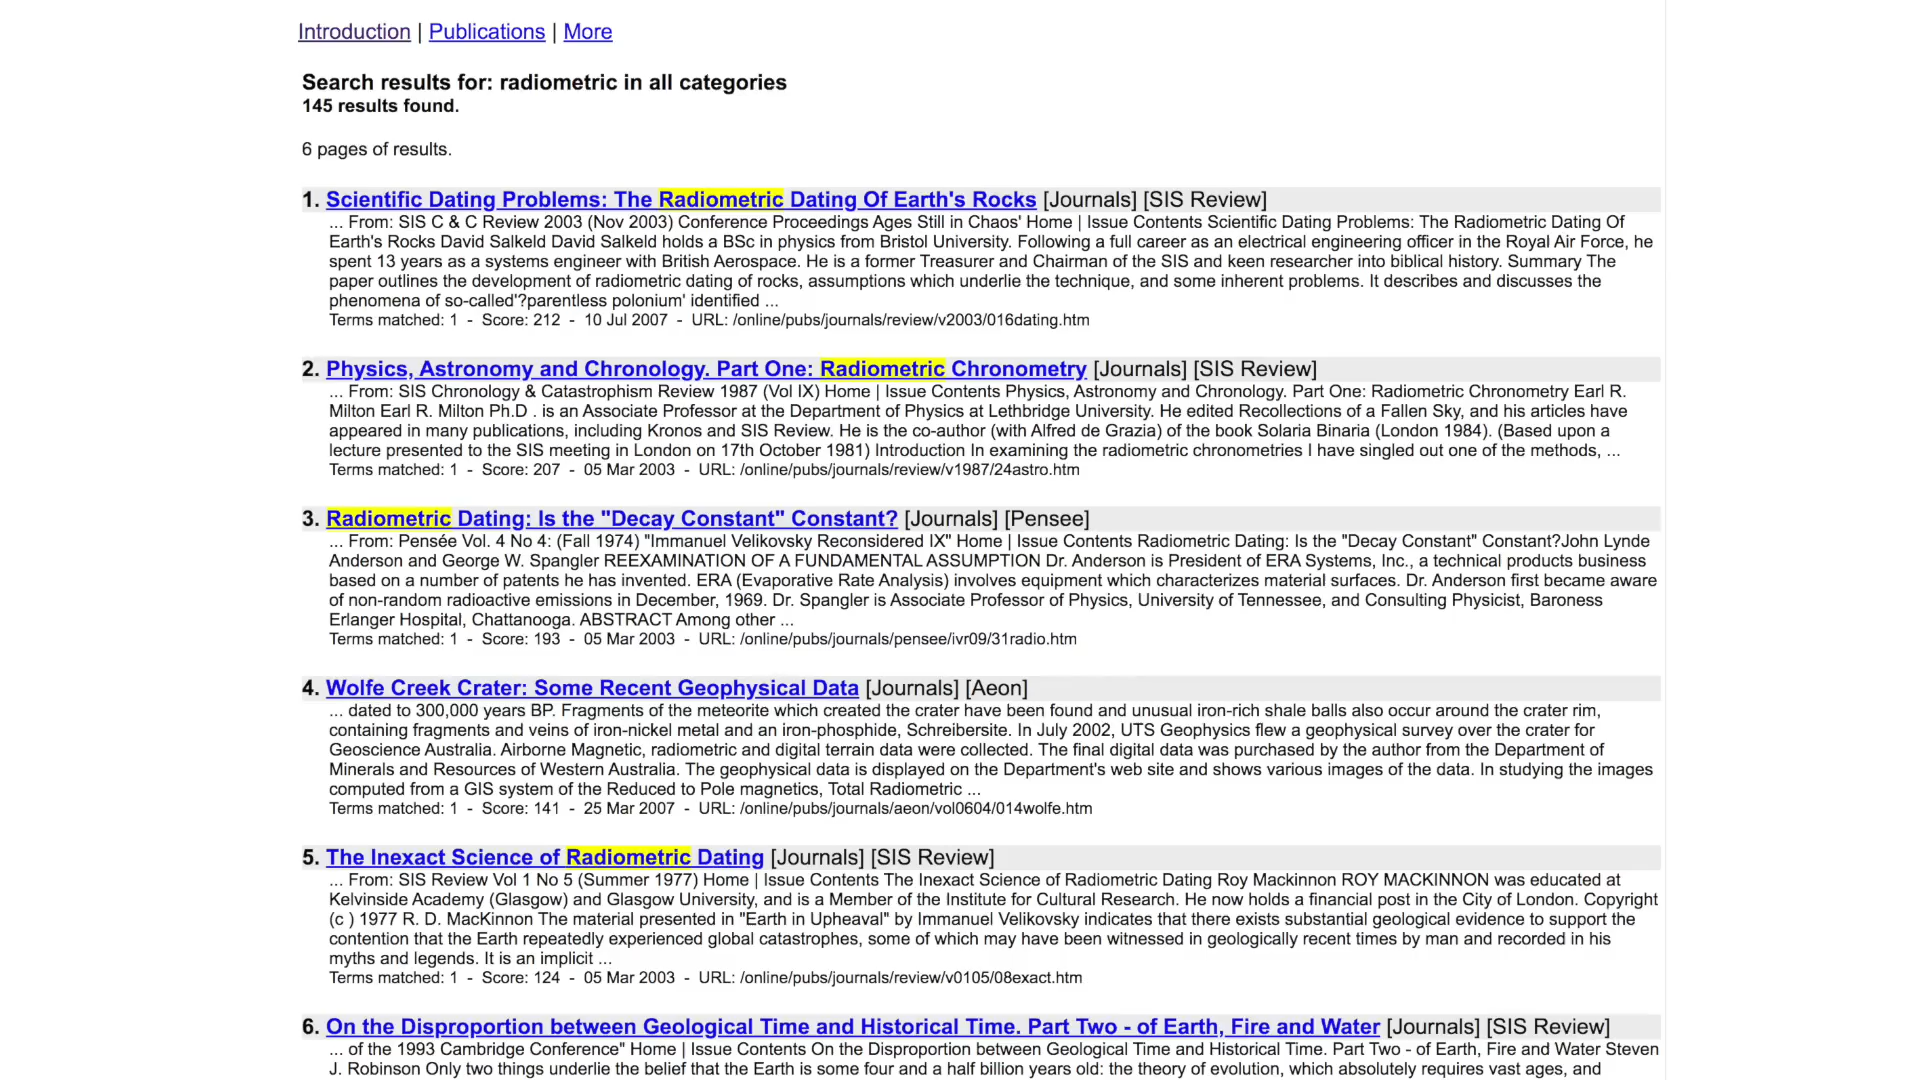 Introduction | Publications | More
Search results for: radiometric in all categories
145 results found.
6 pages of results.
1. Scientific Dating Problems: The Radiometric Dating Of Earth's Rocks [Journals] [SIS Review]
... From: SIS C & C Review 2003 (Nov 2003) Conference Proceedings Ages Still in Chaos' Home | Issue Contents Scientific Dating Problems: The Radiometric Dating Of
Earth's Rocks David Salkeld David Salkeld holds a BSc in physics from Bristol University. Following a full career as an electrical engineering officer in the Royal Air Force, he
spent 13 years as a systems engineer with British Aerospace. He is a former Treasurer and Chairman of the SIS and keen researcher into biblical history. Summary The
paper outlines the development of radiometric dating of rocks, assumptions which underlie the technique, and some inherent problems. It describes and discusses the
phenomena of so-called'?parentless polonium' identified ...
Terms matched: 1 - Score: 212 - 10 Jul 2007 - URL: /online/pubs/journals/review/v2003/016dating.htm
2. Physics, Astronomy and Chronology. Part One: Radiometric Chronometry [Journals] [SIS Review]
... From: SIS Chronology & Catastrophism Review 1987 (Vol IX) Home | Issue Contents Physics, Astronomy and Chronology. Part One: Radiometric Chronometry Earl R.
Milton Earl R. Milton Ph.D . is an Associate Professor at the Department of Physics at Lethbridge University. He edited Recollections of a Fallen Sky, and his articles have
appeared in many publications, including Kronos and SIS Review. He is the co-author (with Alfred de Grazia) of the book Solaria Binaria (London 1984). (Based upon a
lecture presented to the SIS meeting in London on 17th October 1981) Introduction In examining the radiometric chronometries I have singled out one of the methods, ...
Terms matched: 1 - Score: 207 - 05 Mar 2003 - URL: /online/pubs/journals/review/v1987/24astro.htm
3. Radiometric Dating: Is the "Decay Constant" Constant? [Journals] [Pensee]
... From: Pensée Vol. 4 No 4: (Fall 1974) "Immanuel Velikovsky Reconsidered IX" Home | Issue Contents Radiometric Dating: Is the "Decay Constant" Constant?John Lynde
Anderson and George W. Spangler REEXAMINATION OF A FUNDAMENTAL ASSUMPTION Dr. Anderson is President of ERA Systems, Inc., a technical products business
based on a number of patents he has invented. ERA (Evaporative Rate Analysis) involves equipment which characterizes material surfaces. Dr. Anderson first became aware
of non-random radioactive emissions in December, 1969. Dr. Spangler is Associate Professor of Physics, University of Tennessee, and Consulting Physicist, Baroness
Erlanger Hospital, Chattanooga. ABSTRACT Among other ...
Terms matched: 1 - Score: 193 - 05 Mar 2003 - URL: /online/pubs/journals/pensee/ivr09/31radio.htm
4. Wolfe Creek Crater: Some Recent Geophysical Data [Journals] [Aeon]
... dated to 300,000 years BP. Fragments of the meteorite which created the crater have been found and unusual iron-rich shale balls also occur around the crater rim,
containing fragments and veins of iron-nickel metal and an iron-phosphide, Schreibersite. In July 2002, UTS Geophysics flew a geophysical survey over the crater for
Geoscience Australia. Airborne Magnetic, radiometric and digital terrain data were collected. The final digital data was purchased by the author from the Department of
Minerals and Resources of Western Australia. The geophysical data is displayed on the Department's web site and shows various images of the data. In studying the images
computed from a GIS system of the Reduced to Pole magnetics, Total Radiometric ...
Terms matched: 1 - Score: 141 - 25 Mar 2007 - URL: /online/pubs/journals/aeon/vol0604/014wolfe.htm
5. The Inexact Science of Radiometric Dating [Journals] [SIS Review]
... From: SIS Review Vol 1 No 5 (Summer 1977) Home | Issue Contents The Inexact Science of Radiometric Dating Roy Mackinnon ROY MACKINNON was educated at
Kelvinside Academy (Glasgow) and Glasgow University, and is a Member of the Institute for Cultural Research. He now holds a financial post in the City of London. Copyright
(c ) 1977 R. D. MacKinnon The material presented in "Earth in Upheaval" by Immanuel Velikovsky indicates that there exists substantial geological evidence to support the
contention that the Earth repeatedly experienced global catastrophes, some of which may have been witnessed in geologically recent times by man and recorded in his
myths and legends. It is an implicit ...
Terms matched: 1 - Score: 124 - 05 Mar 2003 - URL: /online/pubs/journals/review/v0105/08exact.htm
6. On the Disproportion between Geological Time and Historical Time. Part Two - of Earth, Fire and Water [Journals] [SIS Review]
... of the 1993 Cambridge Conference" Home | Issue Contents On the Disproportion between Geological Time and Historical Time. Part Two - of Earth, Fire and Water Steven
J. Robinson Only two things underlie the belief that the Earth is some four and a half billion years old: the theory of evolution, which absolutely requires vast ages, and